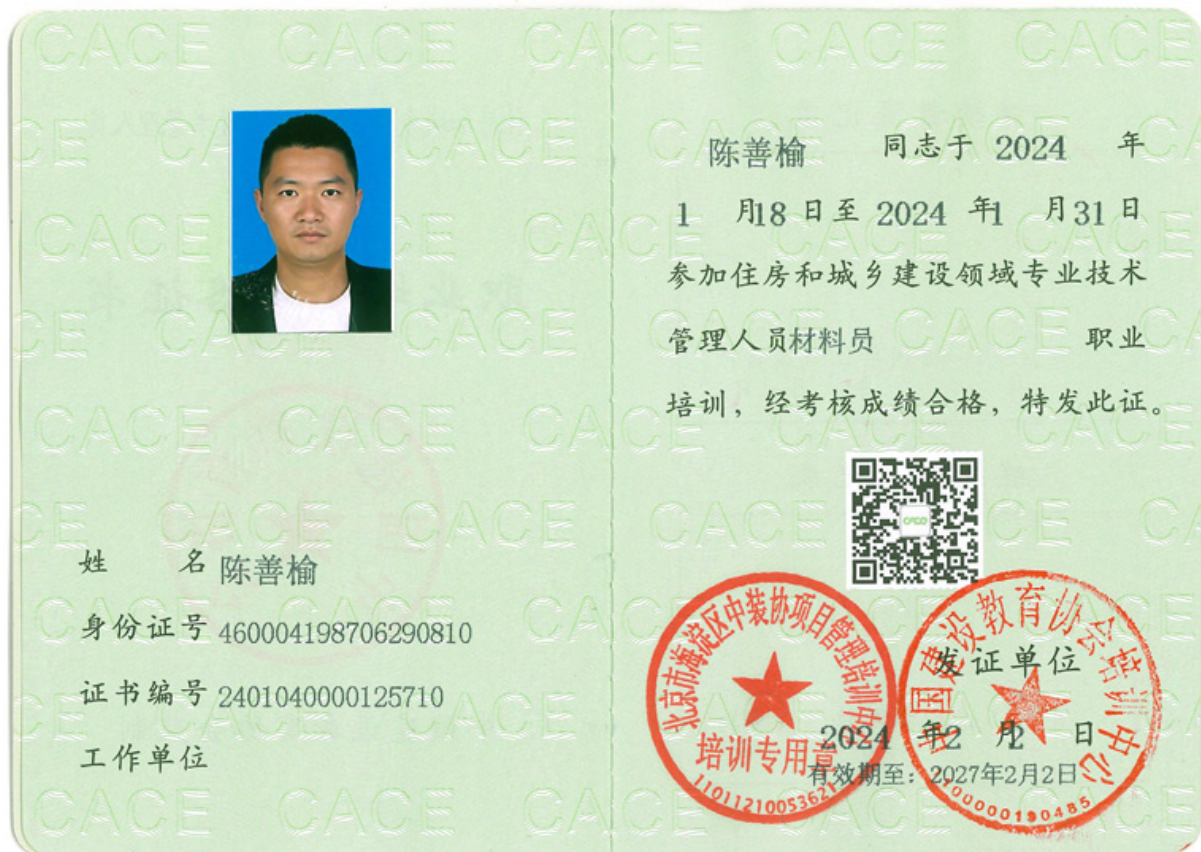 陈善榆 同志于 2024 年
1 月18 日至 2024 年1 月31 日
参加住房和城乡建设领域专业技术
管理人员材料员 职业
培训，经考核成绩合格，特发此证。
姓 名 陈善榆
身份证号 460004198706290810
证书编号 2401040000125710
工作单位
北京市海淀区中装协项目管理培训中心
培训专用章
中国建设教育协会培训中心
发证单位
2024 年2 月2 日
有效期至：2027年2月2日
CACE